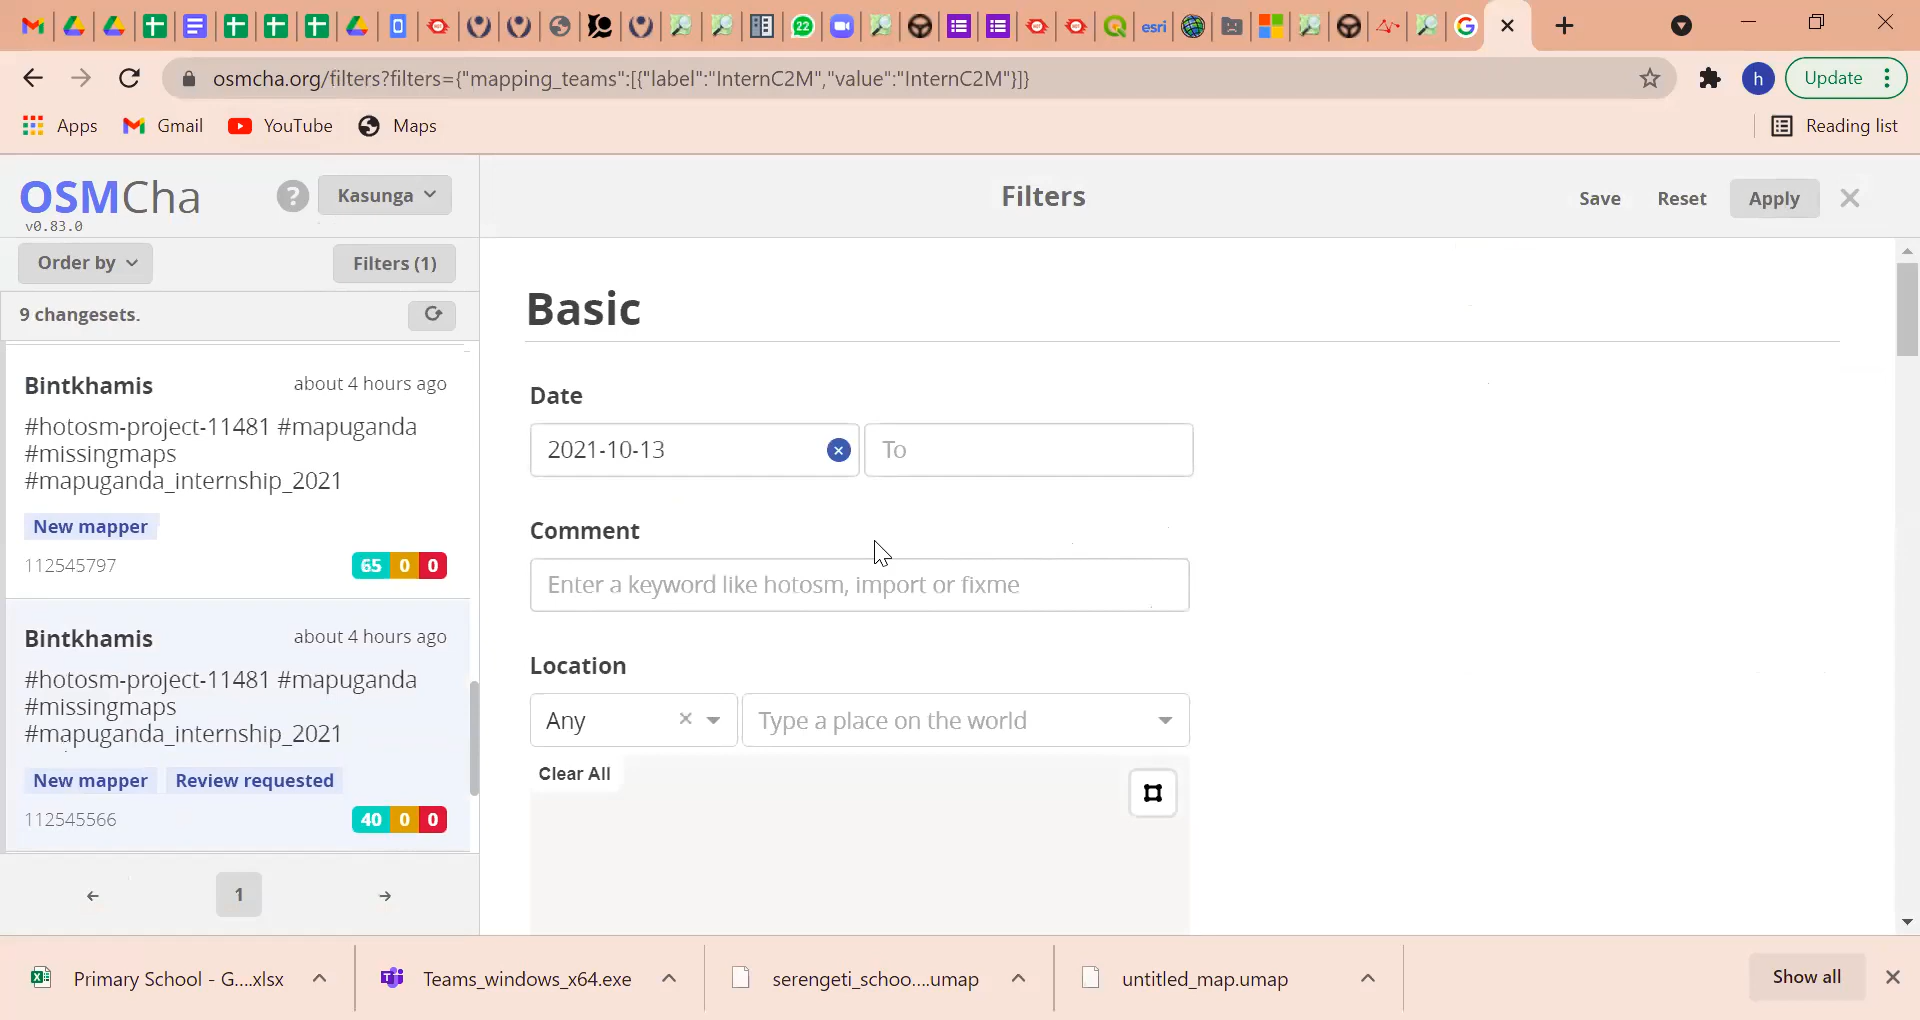 22
esri
osmcha.org/filters?filters={"mapping_teams":[{"label":"InternC2M","value":"InternC2M"}]}
h
Update
Apps
Gmail
YouTube
Maps
Reading list
OSMCha
v0.83.0
?
Kasunga
Filters
Save
Reset
Apply
Order by
Filters (1)
9 changesets.
Bintkhamis
about 4 hours ago
#hotosm-project-11481 #mapuganda
#missingmaps
#mapuganda_internship_2021
New mapper
112545797
65 0 0
Bintkhamis
about 4 hours ago
#hotosm-project-11481 #mapuganda
#missingmaps
#mapuganda_internship_2021
New mapper
Review requested
112545566
40 0 0
1
Basic
Date
2021-10-13
To
Comment
Enter a keyword like hotosm, import or fixme
Location
Any
Type a place on the world
Clear All
Primary School - G....xlsx
Teams_windows_x64.exe
serengeti_schoo....umap
untitled_map.umap
Show all